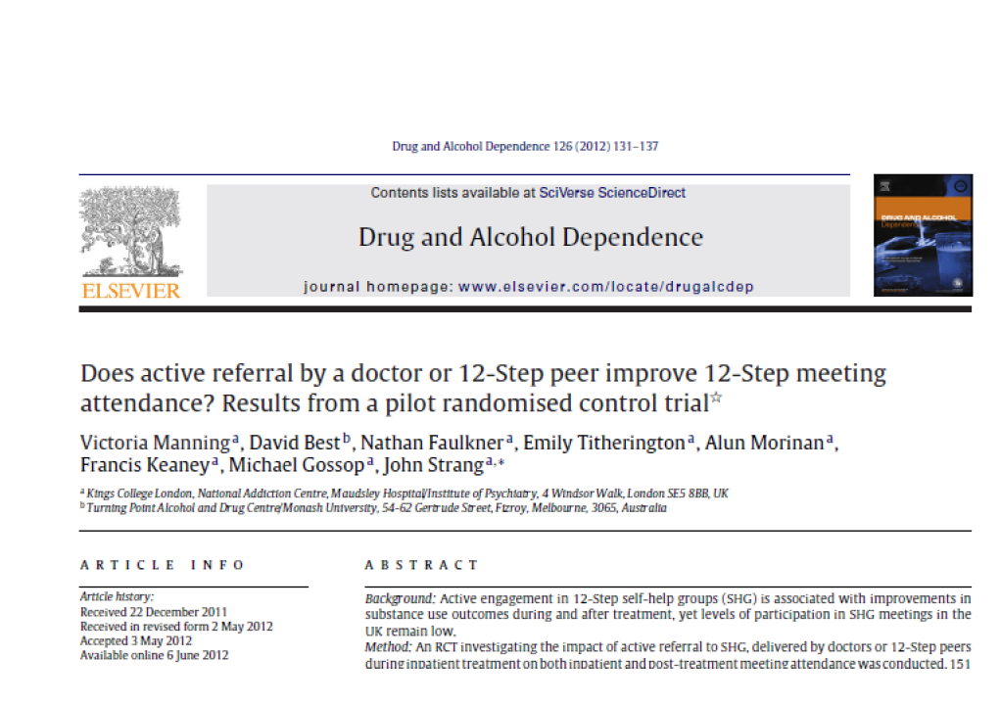 Drug and Alcohol Dependence 126 (2012) 131–137
Contents lists available at SciVerse ScienceDirect
Drug and Alcohol Dependence
journal homepage: www.elsevier.com/locate/drugalcdep
ELSEVIER
DRUG AND ALCOHOL
Dependence
Does active referral by a doctor or 12-Step peer improve 12-Step meeting
attendance? Results from a pilot randomised control trial☆
Victoria Manning a, David Best b, Nathan Faulkner a, Emily Titherington a, Alun Morinan a,
Francis Keaney a, Michael Gossop a, John Strang a,*
a Kings College London, National Addiction Centre, Maudsley Hospital/Institute of Psychiatry, 4 Windsor Walk, London SE5 8BB, UK
b Turning Point Alcohol and Drug Centre/Monash University, 54-62 Gertrude Street, Fizroy, Melbourne, 3065, Australia
ARTICLE INFO
Article history:
Received 22 December 2011
Received in revised form 2 May 2012
Accepted 3 May 2012
Available online 6 June 2012
ABSTRACT
Background: Active engagement in 12-Step self-help groups (SHG) is associated with improvements in
substance use outcomes during and after treatment, yet levels of participation in SHG meetings in the
UK remain low.
Method: An RCT investigating the impact of active referral to SHG, delivered by doctors or 12-Step peers
during inpatient treatment on both inpatient and post-treatment meeting attendance was conducted. 151